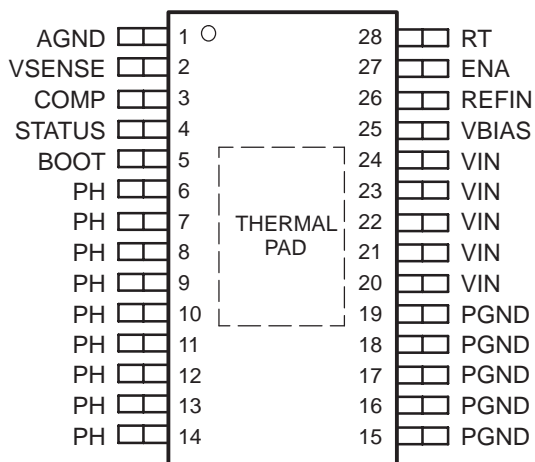 AGND 1 28 RT
VSENSE 2 27 ENA
COMP 3 26 REFIN
STATUS 4 25 VBIAS
BOOT 5 24 VIN
PH 6 23 VIN
PH 7 THERMAL 22 VIN
PH 8 PAD 21 VIN
PH 9 20 VIN
PH 10 19 PGND
PH 11 18 PGND
PH 12 17 PGND
PH 13 16 PGND
PH 14 15 PGND